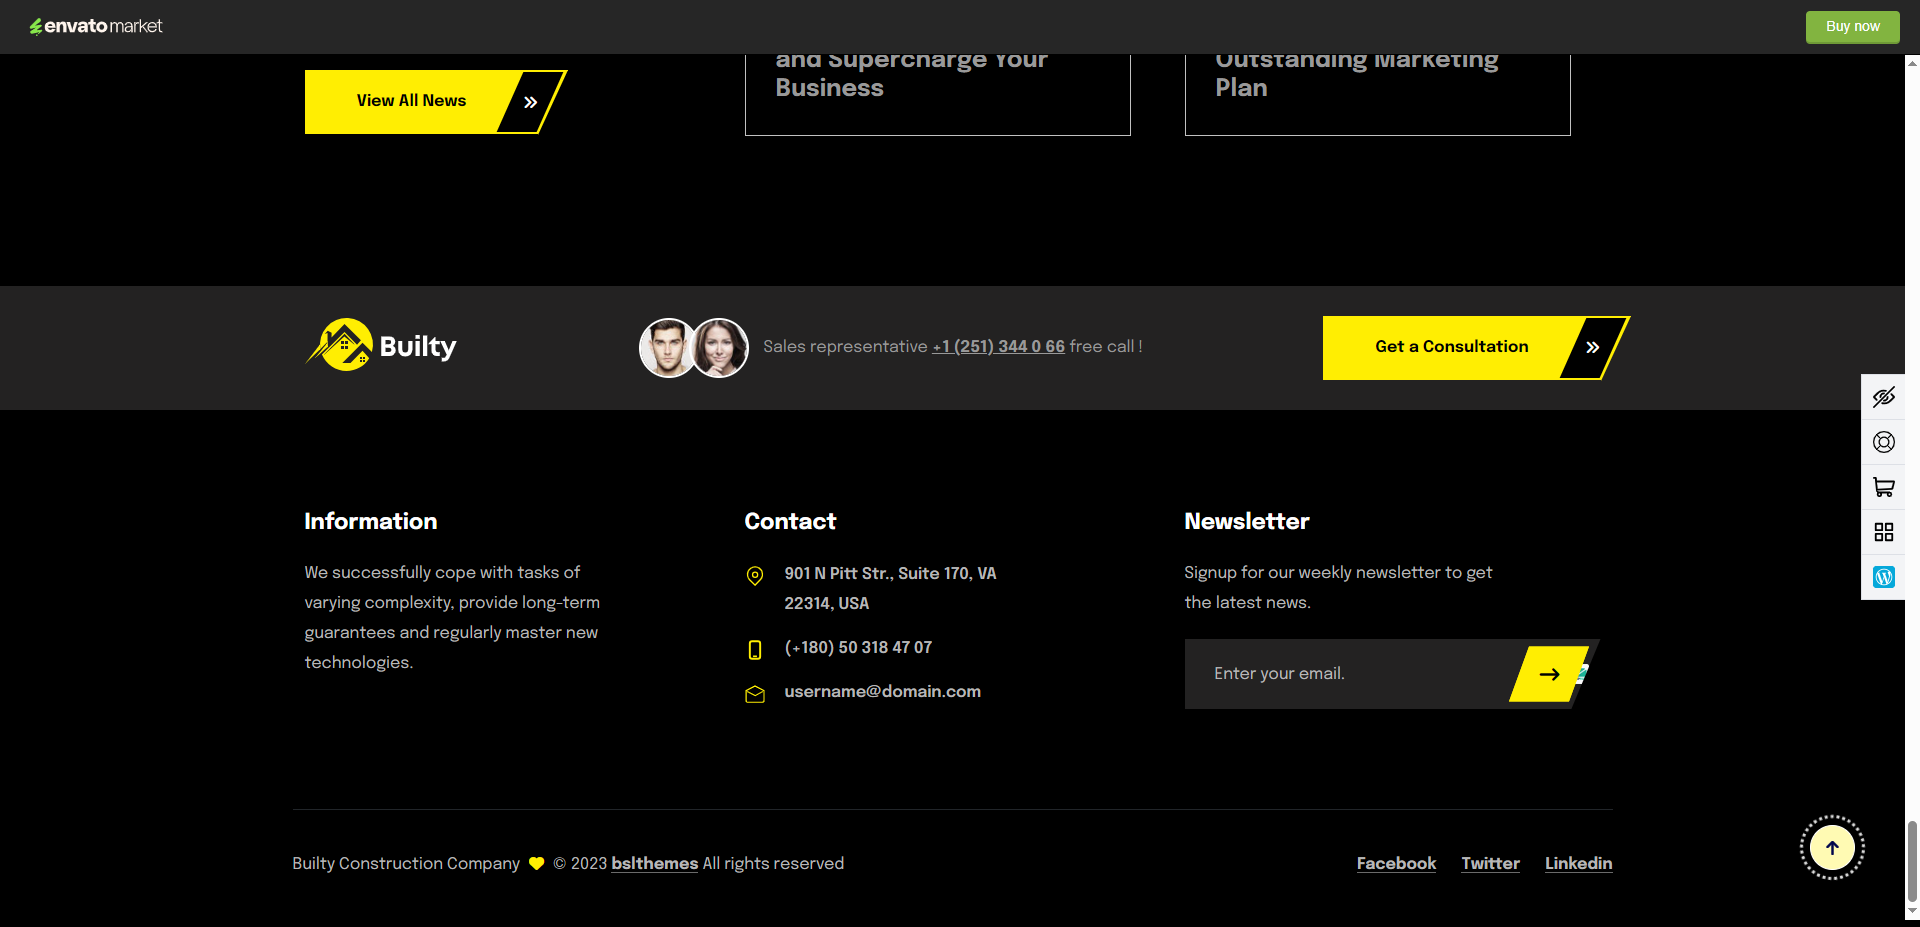 envato market
Buy now
and Supercharge Your
Business
Outstanding Marketing
Plan
View All News
Builty
Sales representative +1 (251) 344 0 66 free call !
Get a Consultation
Information
We successfully cope with tasks of
varying complexity, provide long-term
guarantees and regularly master new
technologies.
Contact
901 N Pitt Str., Suite 170, VA
22314, USA
(+180) 50 318 47 07
username@domain.com
Newsletter
Signup for our weekly newsletter to get
the latest news.
Enter your email.
Builty Construction Company © 2023 bslthemes All rights reserved
Facebook Twitter Linkedin